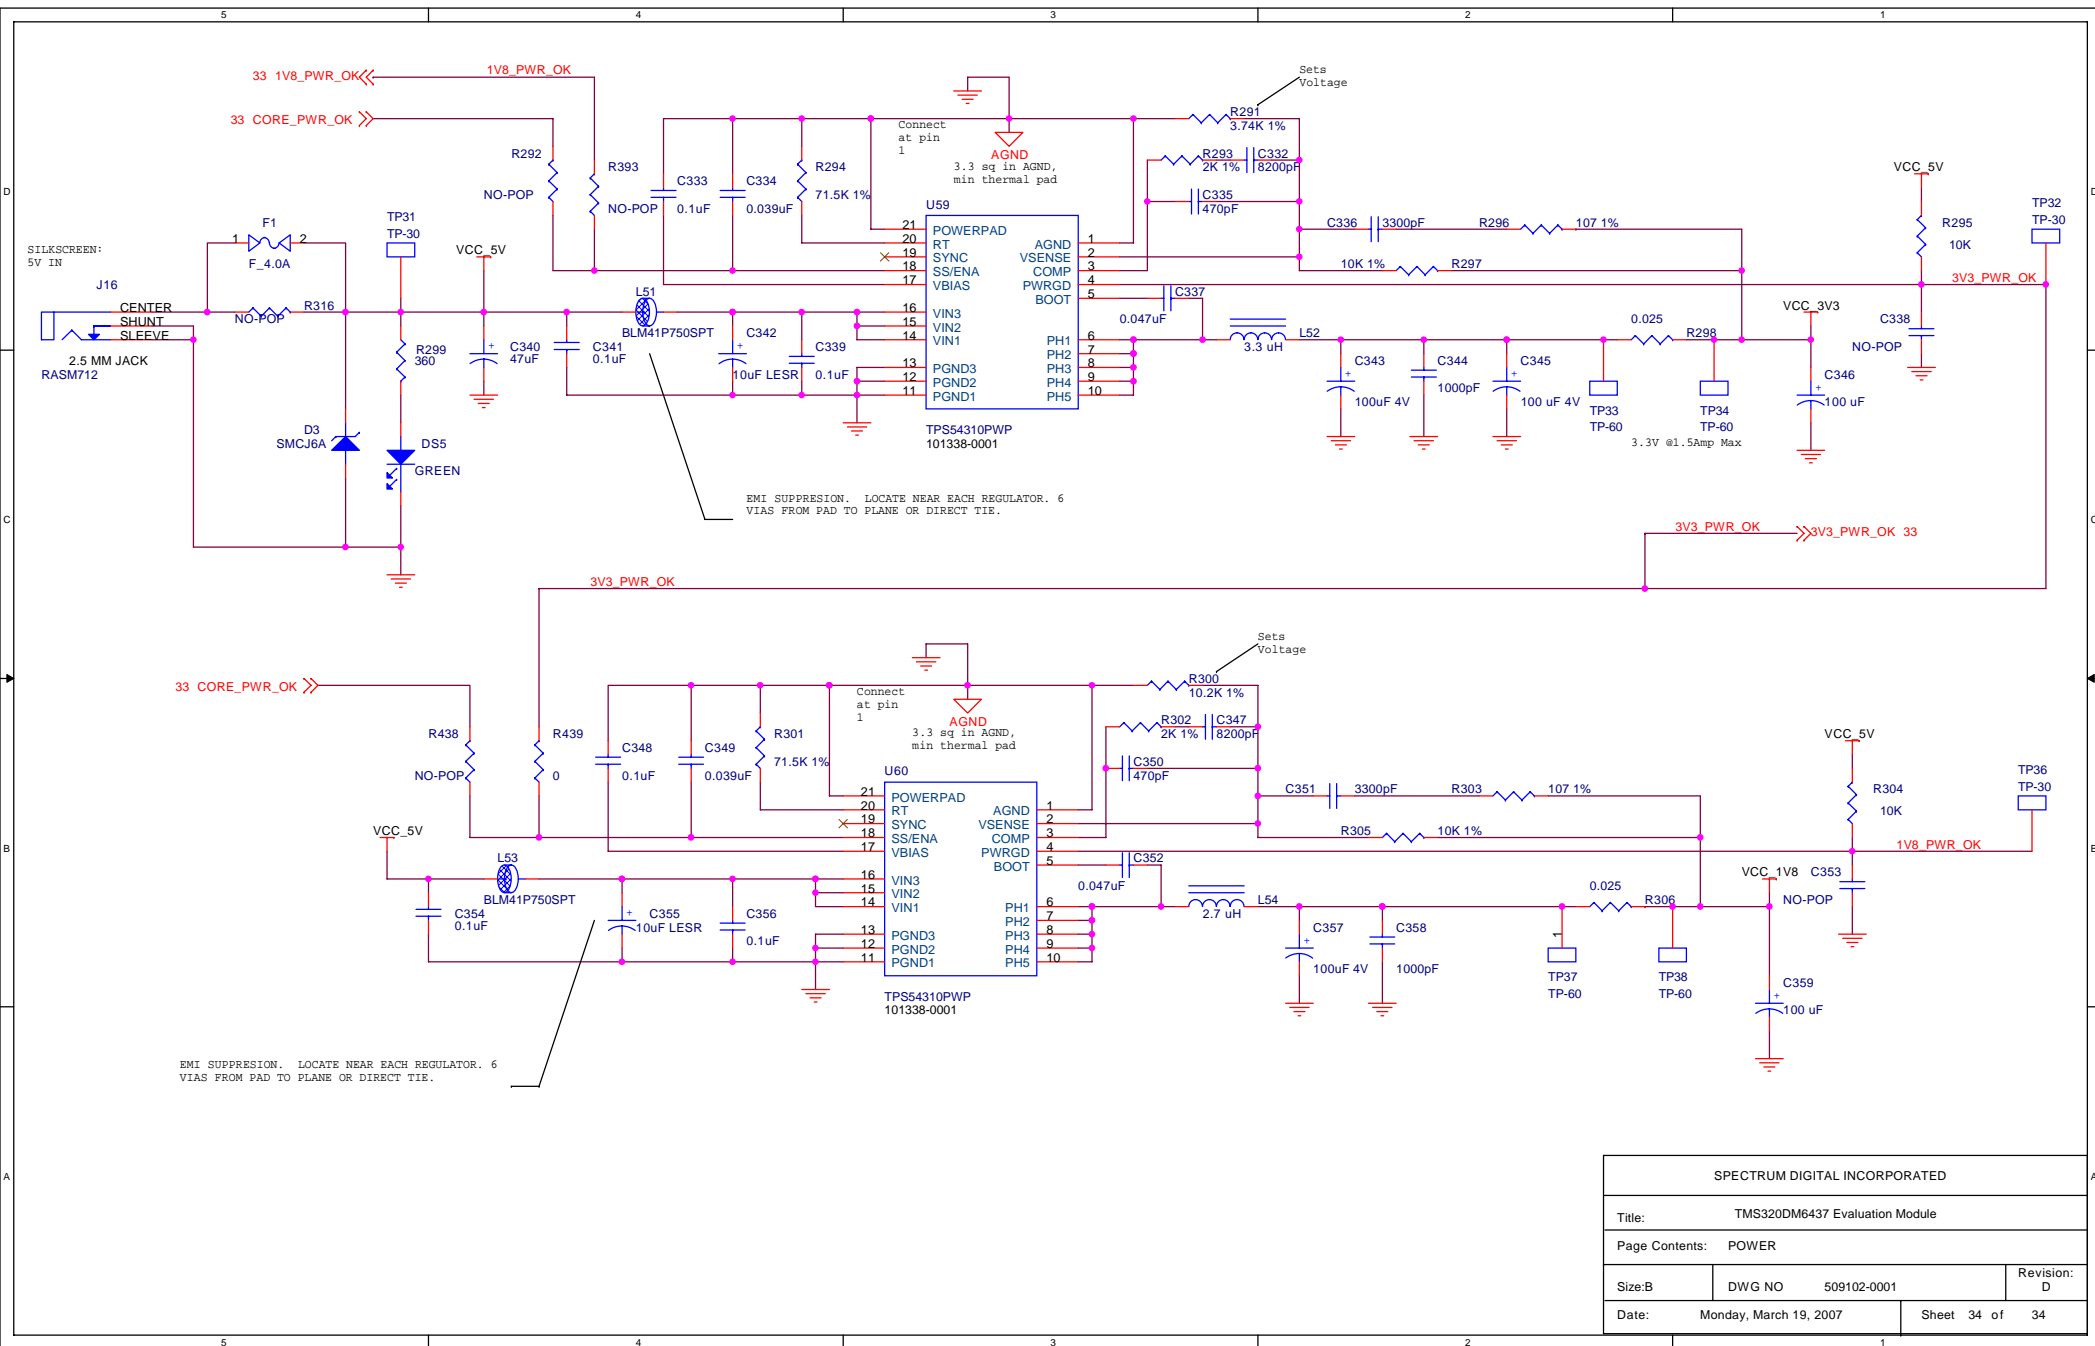 5 4 3 2 1
33 1V8_PWR_OK
1V8_PWR_OK
33 CORE_PWR_OK
Sets
Voltage
R291
3.74K 1%
Connect
at pin
1
AGND
3.3 sq in AGND,
min thermal pad
R292
NO-POP
R393
NO-POP
C333
0.1uF
C334
0.039uF
R294
71.5K 1%
R293
2K 1%
C332
8200pF
C335
470pF
VCC_5V
D
D
U59
21 POWERPAD
20 RT
19 SYNC
18 SS/ENA
17 VBIAS
16 VIN3
15 VIN2
14 VIN1
13 PGND3
12 PGND2
11 PGND1
AGND 1
VSENSE 2
COMP 3
PWRGD 4
BOOT 5
PH1 6
PH2 7
PH3 8
PH4 9
PH5 10
TPS54310PWP
101338-0001
C336
3300pF
R296
107 1%
10K 1%
R297
R295
10K
TP32
TP-30
3V3_PWR_OK
SILKSCREEN:
5V IN
F1
1 2
F_4.0A
TP31
TP-30
VCC_5V
J16
CENTER
SHUNT
SLEEVE
2.5 MM JACK
RASM712
NO-POP
R316
R299
360
C340
47uF
+
C341
0.1uF
L51
BLM41P750SPT
C342
10uF LESR
+
C339
0.1uF
C337
0.047uF
3.3 uH
L52
VCC_3V3
0.025
R298
C338
NO-POP
C343
100uF 4V
+
C344
1000pF
C345
100 uF 4V
+
TP33
TP-60
TP34
TP-60
3.3V @1.5Amp Max
C346
100 uF
+
D3
SMCJ6A
DS5
GREEN
EMI SUPPRESION. LOCATE NEAR EACH REGULATOR. 6
VIAS FROM PAD TO PLANE OR DIRECT TIE.
C
C
3V3_PWR_OK
3V3_PWR_OK 33
3V3_PWR_OK
33 CORE_PWR_OK
Sets
Voltage
R300
10.2K 1%
Connect
at pin
1
AGND
3.3 sq in AGND,
min thermal pad
R438
NO-POP
R439
0
C348
0.1uF
C349
0.039uF
R301
71.5K 1%
R302
2K 1%
C347
8200pF
C350
470pF
VCC_5V
U60
21 POWERPAD
20 RT
19 SYNC
18 SS/ENA
17 VBIAS
16 VIN3
15 VIN2
14 VIN1
13 PGND3
12 PGND2
11 PGND1
AGND 1
VSENSE 2
COMP 3
PWRGD 4
BOOT 5
PH1 6
PH2 7
PH3 8
PH4 9
PH5 10
TPS54310PWP
101338-0001
C351
3300pF
R303
107 1%
R305
10K 1%
R304
10K
TP36
TP-30
1V8_PWR_OK
B
B
VCC_5V
L53
BLM41P750SPT
C354
0.1uF
C355
10uF LESR
+
C356
0.1uF
C352
0.047uF
2.7 uH
L54
VCC_1V8
0.025
R306
C353
NO-POP
C357
100uF 4V
+
C358
1000pF
1
TP37
TP-60
TP38
TP-60
C359
100 uF
+
EMI SUPPRESION. LOCATE NEAR EACH REGULATOR. 6
VIAS FROM PAD TO PLANE OR DIRECT TIE.
A
A
SPECTRUM DIGITAL INCORPORATED
Title: TMS320DM6437 Evaluation Module
Page Contents: POWER
Size:B DWG NO 509102-0001 Revision: D
Date: Monday, March 19, 2007 Sheet 34 of 34
5 4 3 2 1